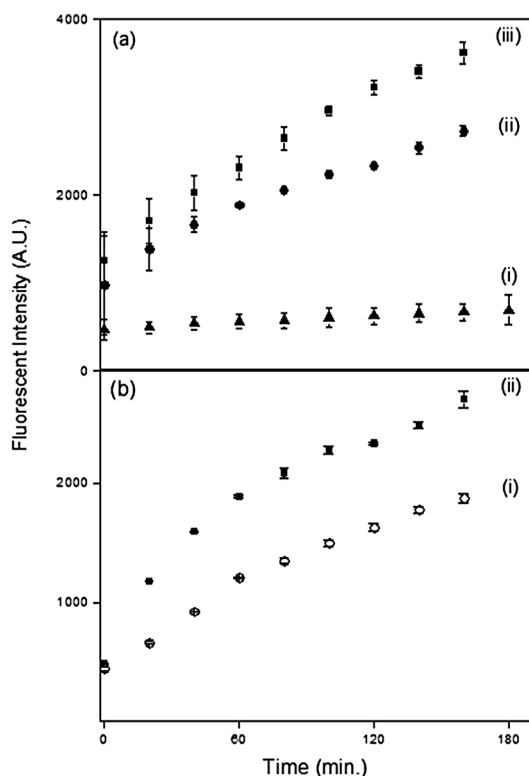 Fluorescent Intensity (A.U.)
(a)
(iii)
(ii)
(i)
4000
2000
0
(b)
(ii)
(i)
2000
1000
0
60
120
180
Time (min.)